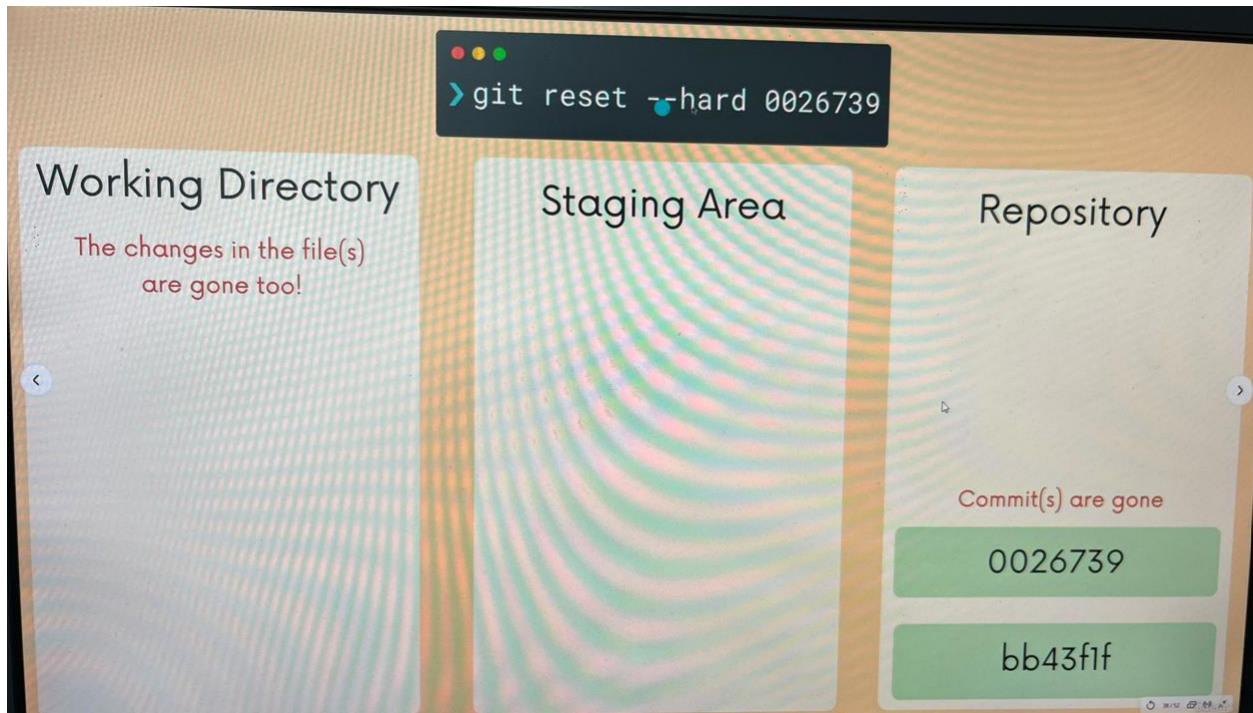 ❯ git reset --hard 0026739
Working Directory
The changes in the file(s)
are gone too!
Staging Area
Repository
Commit(s) are gone
0026739
bb43f1f